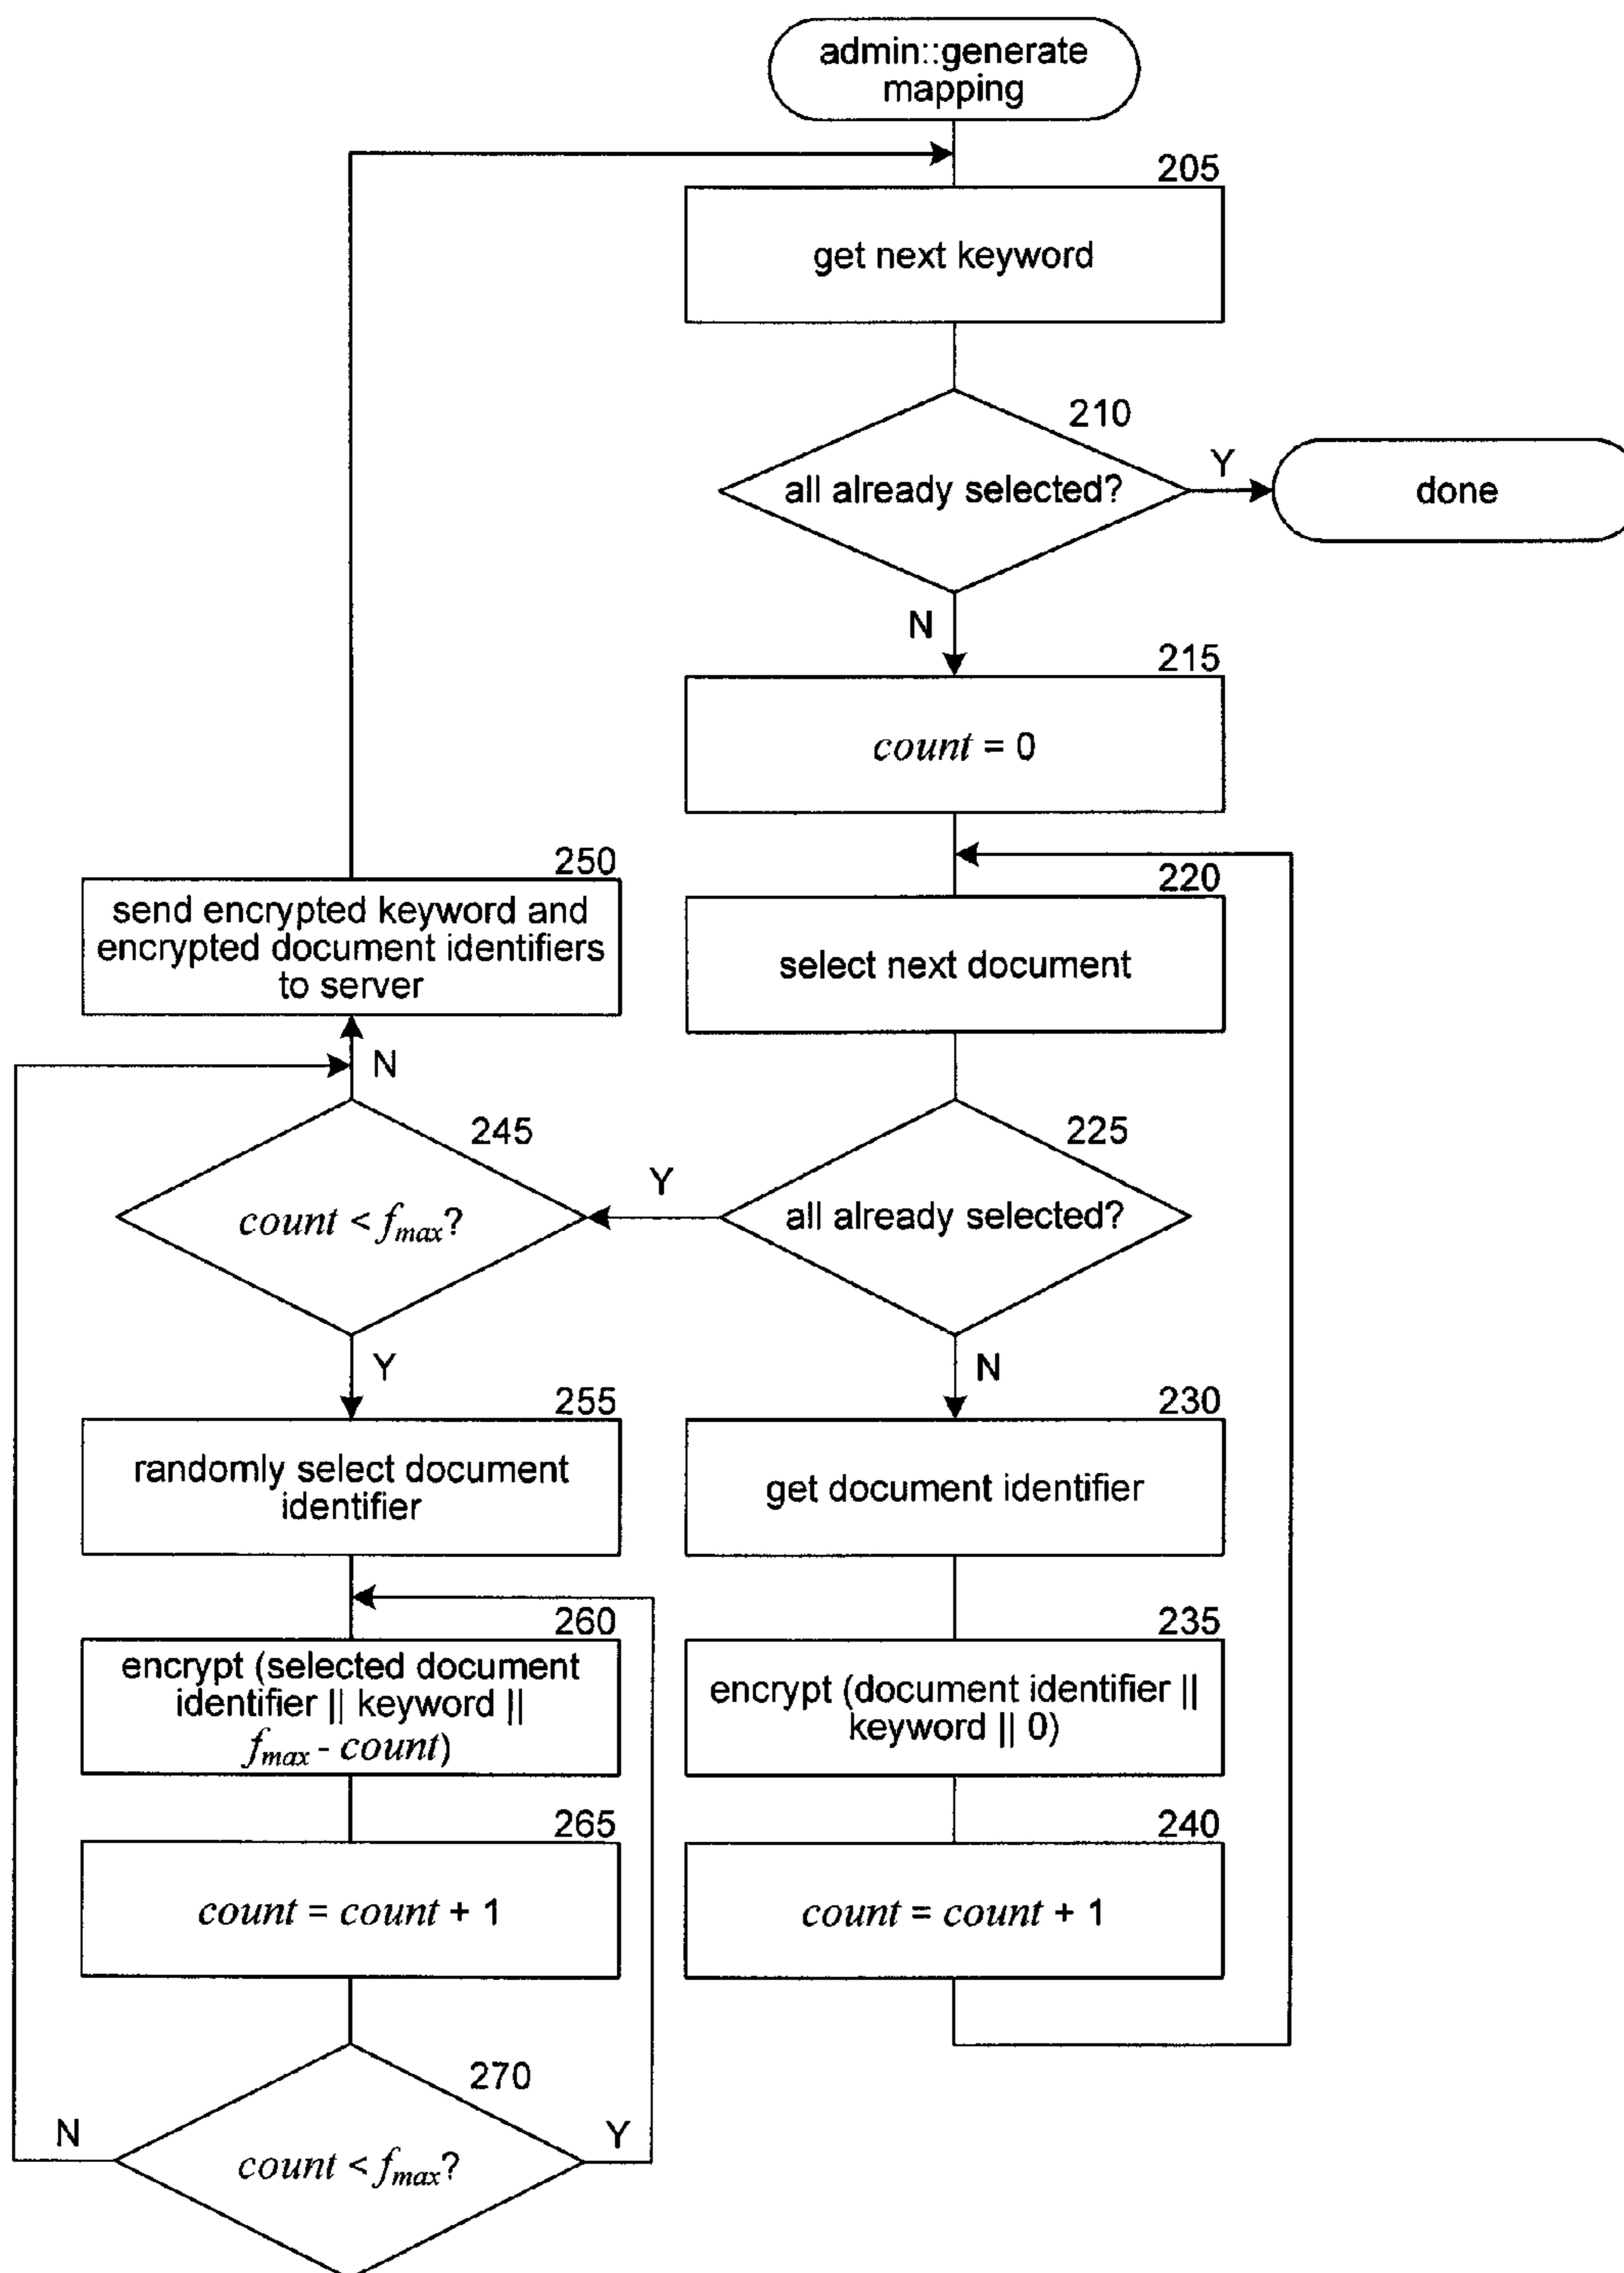 admin::generate
mapping
205
get next keyword
210
all already selected?
Y
done
N
215
count = 0
250
send encrypted keyword and
encrypted document identifiers
to server
220
select next document
N
245
count < fmax?
Y
225
all already selected?
Y
N
255
randomly select document
identifier
230
get document identifier
260
encrypt (selected document
identifier || keyword ||
fmax - count)
235
encrypt (document identifier ||
keyword || 0)
265
count = count + 1
240
count = count + 1
270
N
count < fmax?
Y